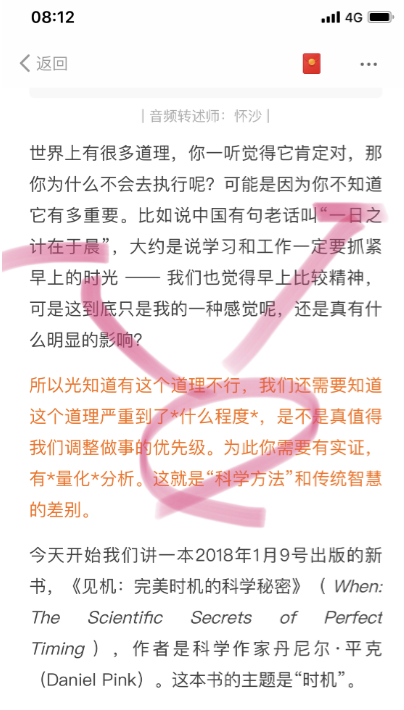 08:12
4G
返回
| 音频转述师：怀沙 |
世界上有很多道理，你一听觉得它肯定对，那
你为什么不会去执行呢？可能是因为你不知道
它有多重要。比如说中国有句老话叫“一日之
计在于晨”，大约是说学习和工作一定要抓紧
早上的时光 —— 我们也觉得早上比较精神，
可是这到底只是我的一种感觉呢，还是真有什
么明显的影响？
所以光知道有这个道理不行，我们还需要知道
这个道理严重到了*什么程度*，是不是真值得
我们调整做事的优先级。为此你需要有实证，
有*量化*分析。这就是“科学方法”和传统智慧
的差别。
今天开始我们讲一本2018年1月9号出版的新
书，《见机：完美时机的科学秘密》（ When:
The Scientific Secrets of Perfect
Timing ），作者是科学作家丹尼尔·平克
（Daniel Pink）。这本书的主题是“时机”。